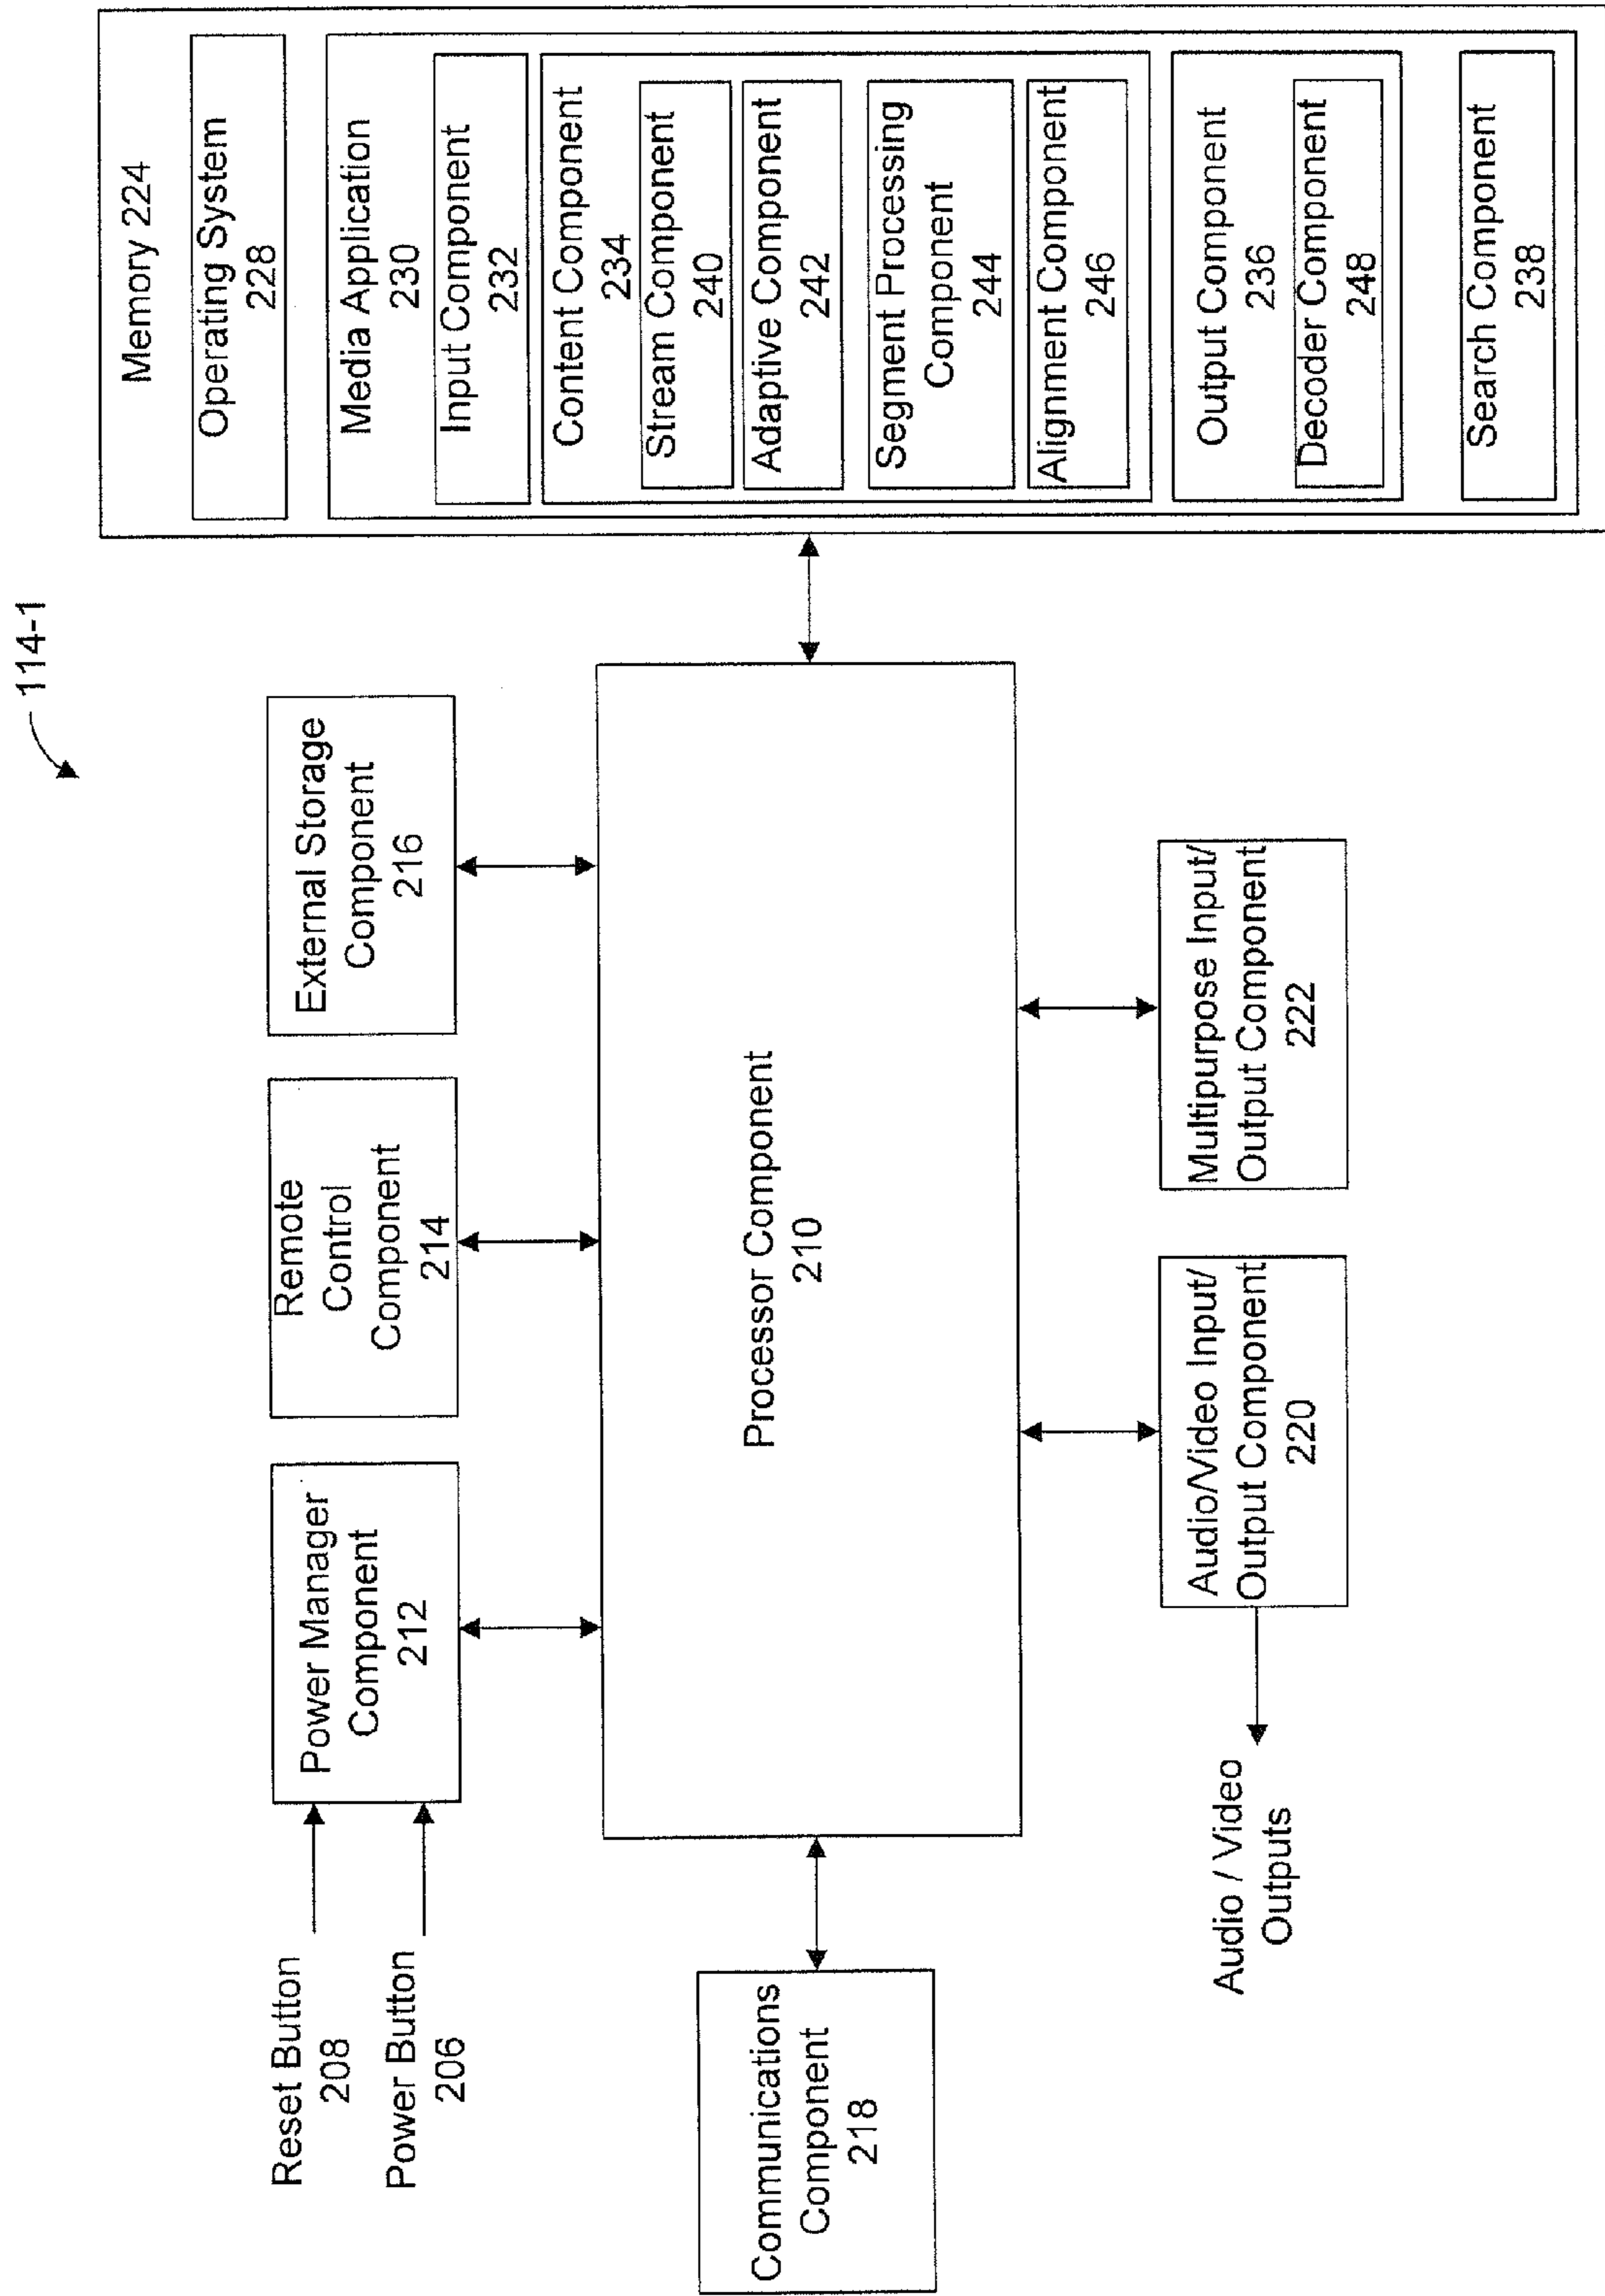 114-1
Reset Button
208
Power Button
206
Power Manager
Component
212
Remote
Control
Component
214
External Storage
Component
216
Communications
Component
218
Processor Component
210
Audio/Video Input/
Output Component
220
Multipurpose Input/
Output Component
222
Audio / Video
Outputs
Memory 224
Operating System
228
Media Application
230
Input Component
232
Content Component
234
Stream Component
240
Adaptive Component
242
Segment Processing
Component
244
Alignment Component
246
Output Component
236
Decoder Component
248
Search Component
238